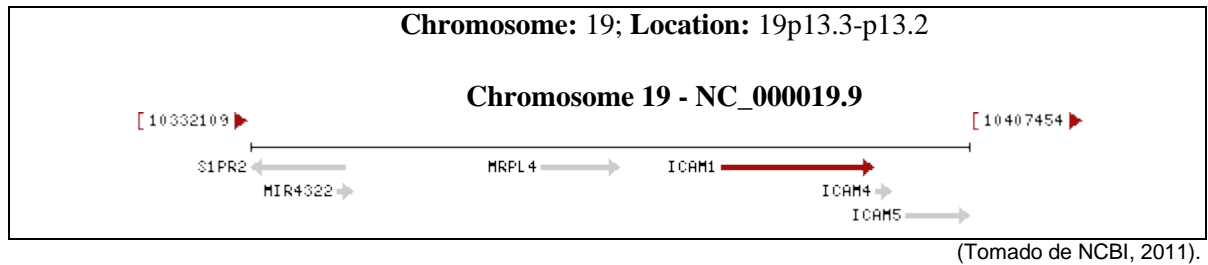 Chromosome: 19; Location: 19p13.3-p13.2
Chromosome 19 - NC_000019.9
[10332109 [10407454
S1PR2 MRPL4 ICAM1
MIR4322 ICAM4
ICAM5
(Tomado de NCBI, 2011).